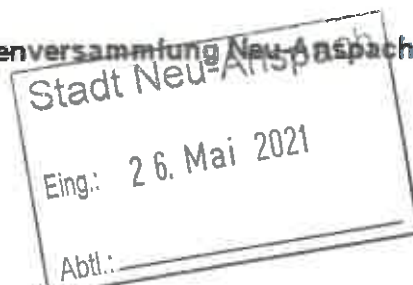 enversammlung Neu-Anspach
Stadt Neu-Anspach
Eing.: 26. Mai 2021
Abtl.: